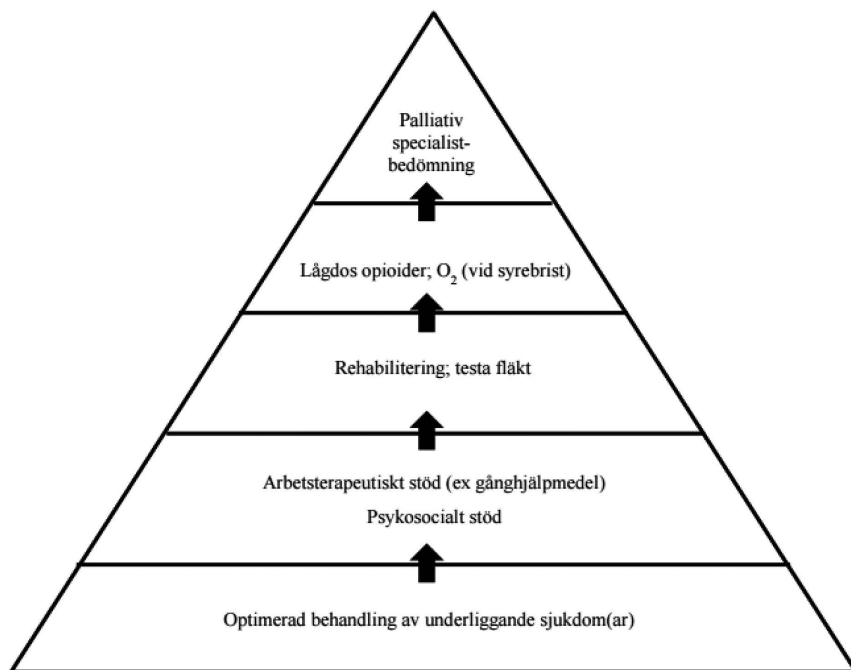 Palliativ
specialist-
bedömning
Lågdos opioider; O₂ (vid syrebrist)
Rehabilitering; testa fläkt
Arbetsterapeutiskt stöd (ex gånghjälpmedel)
Psykosocialt stöd
Optimerad behandling av underliggande sjukdom(ar)